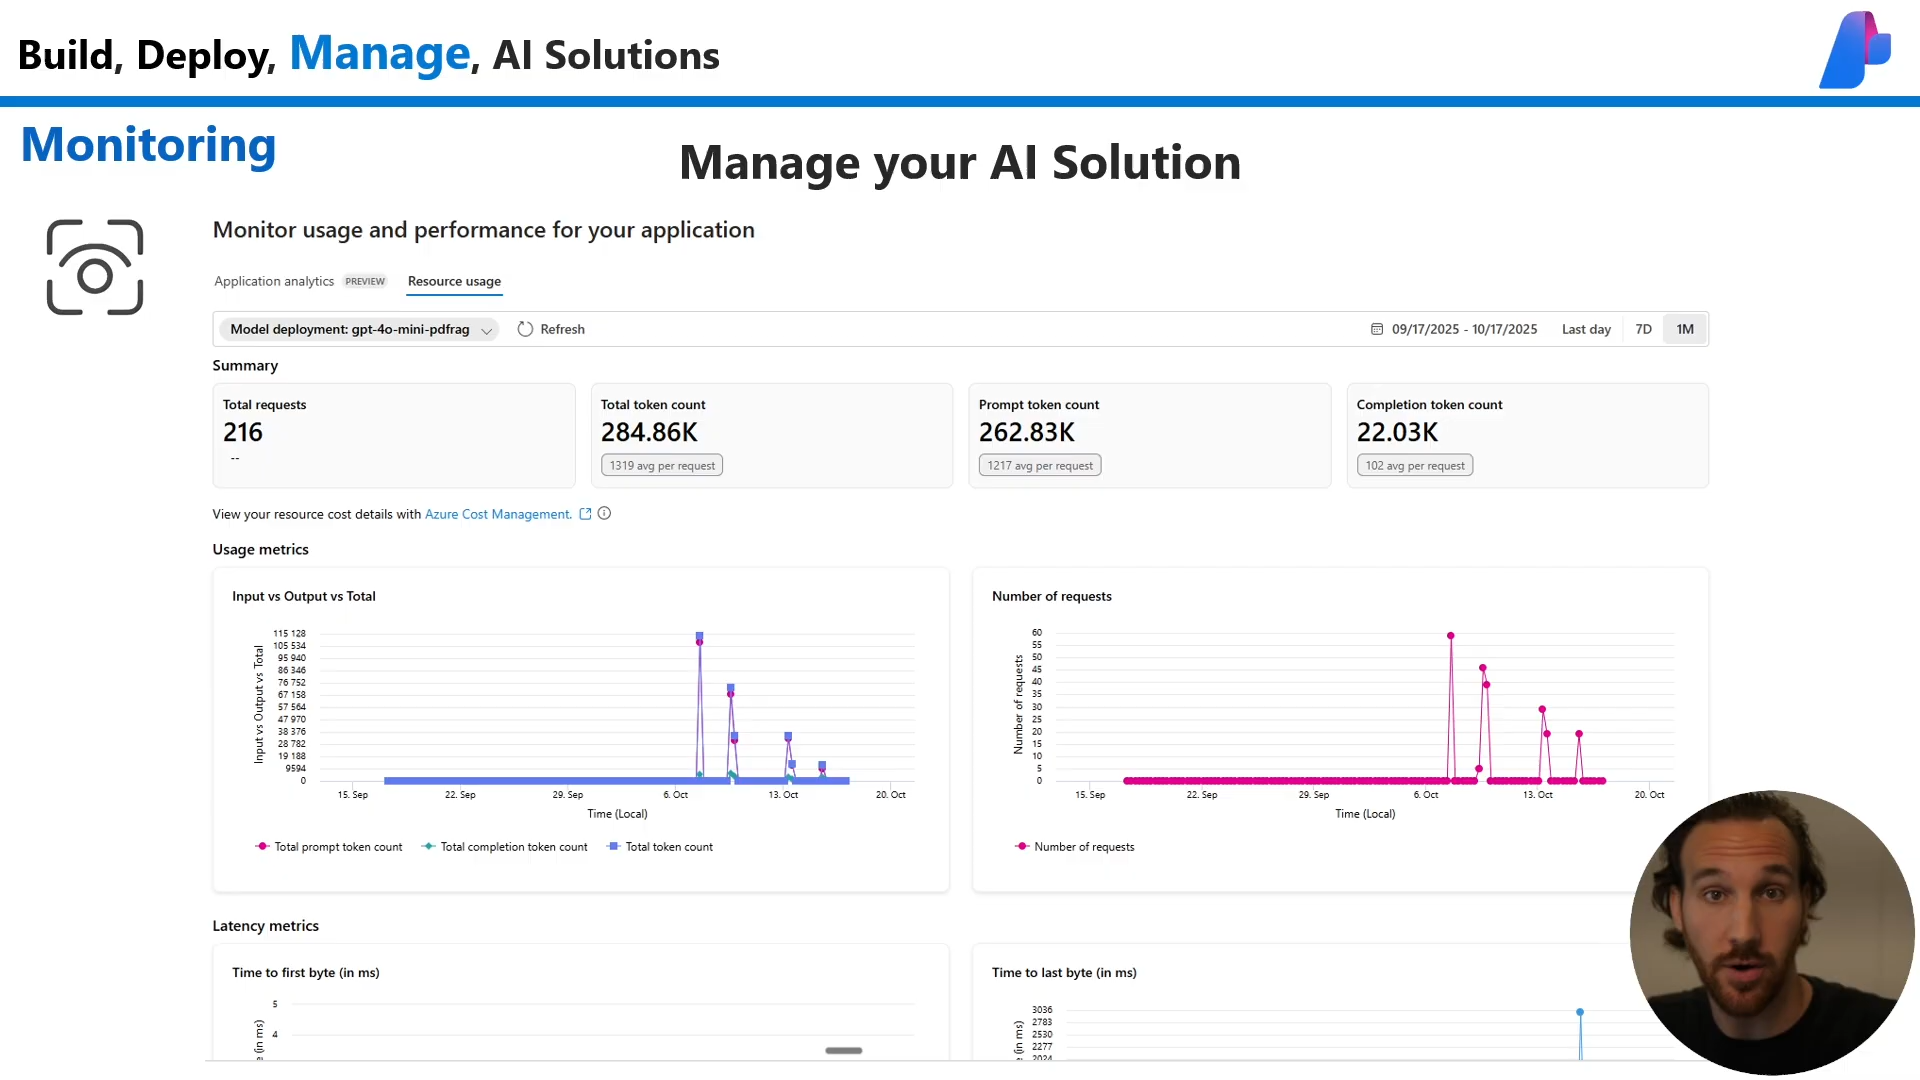 Build, Deploy, Manage, AI Solutions
Monitoring
Manage your AI Solution
Monitor usage and performance for your application
Application analytics PREVIEW Resource usage
Model deployment: gpt-4o-mini-pdfrag Refresh 09/17/2025 - 10/17/2025 Last day 7D 1M
Summary
Total requests
216
--
Total token count
284.86K
1319 avg per request
Prompt token count
262.83K
1217 avg per request
Completion token count
22.03K
102 avg per request
View your resource cost details with Azure Cost Management.
Usage metrics
Input vs Output vs Total
Input vs Output vs Total
115 128
105 534
95 940
86 346
76 752
67 158
57 564
47 970
38 376
28 782
19 188
9594
0
15. Sep 22. Sep 29. Sep 6. Oct 13. Oct 20. Oct
Time (Local)
Total prompt token count Total completion token count Total token count
Number of requests
Number of requests
60
55
50
45
40
35
30
25
20
15
10
5
0
15. Sep 22. Sep 29. Sep 6. Oct 13. Oct 20. Oct
Time (Local)
Number of requests
Latency metrics
Time to first byte (in ms)
5
4
(in ms)
Time to last byte (in ms)
3036
2783
2530
2277
2024
(in ms)